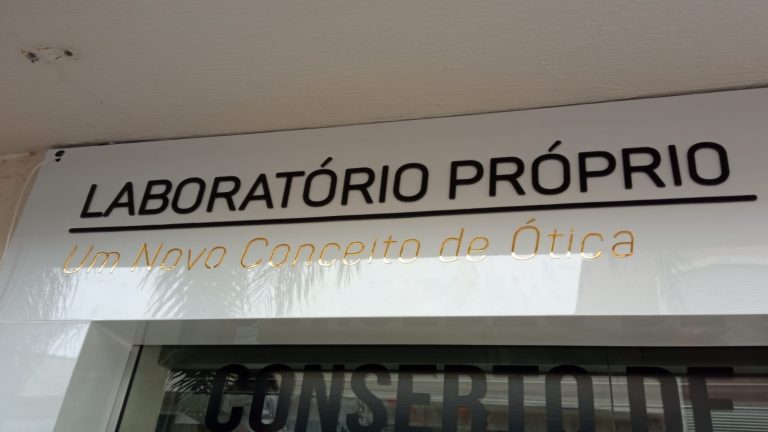 LABORATÓRIO PRÓPRIO
Um Novo Conceito de Ótica
CONSERTO DE